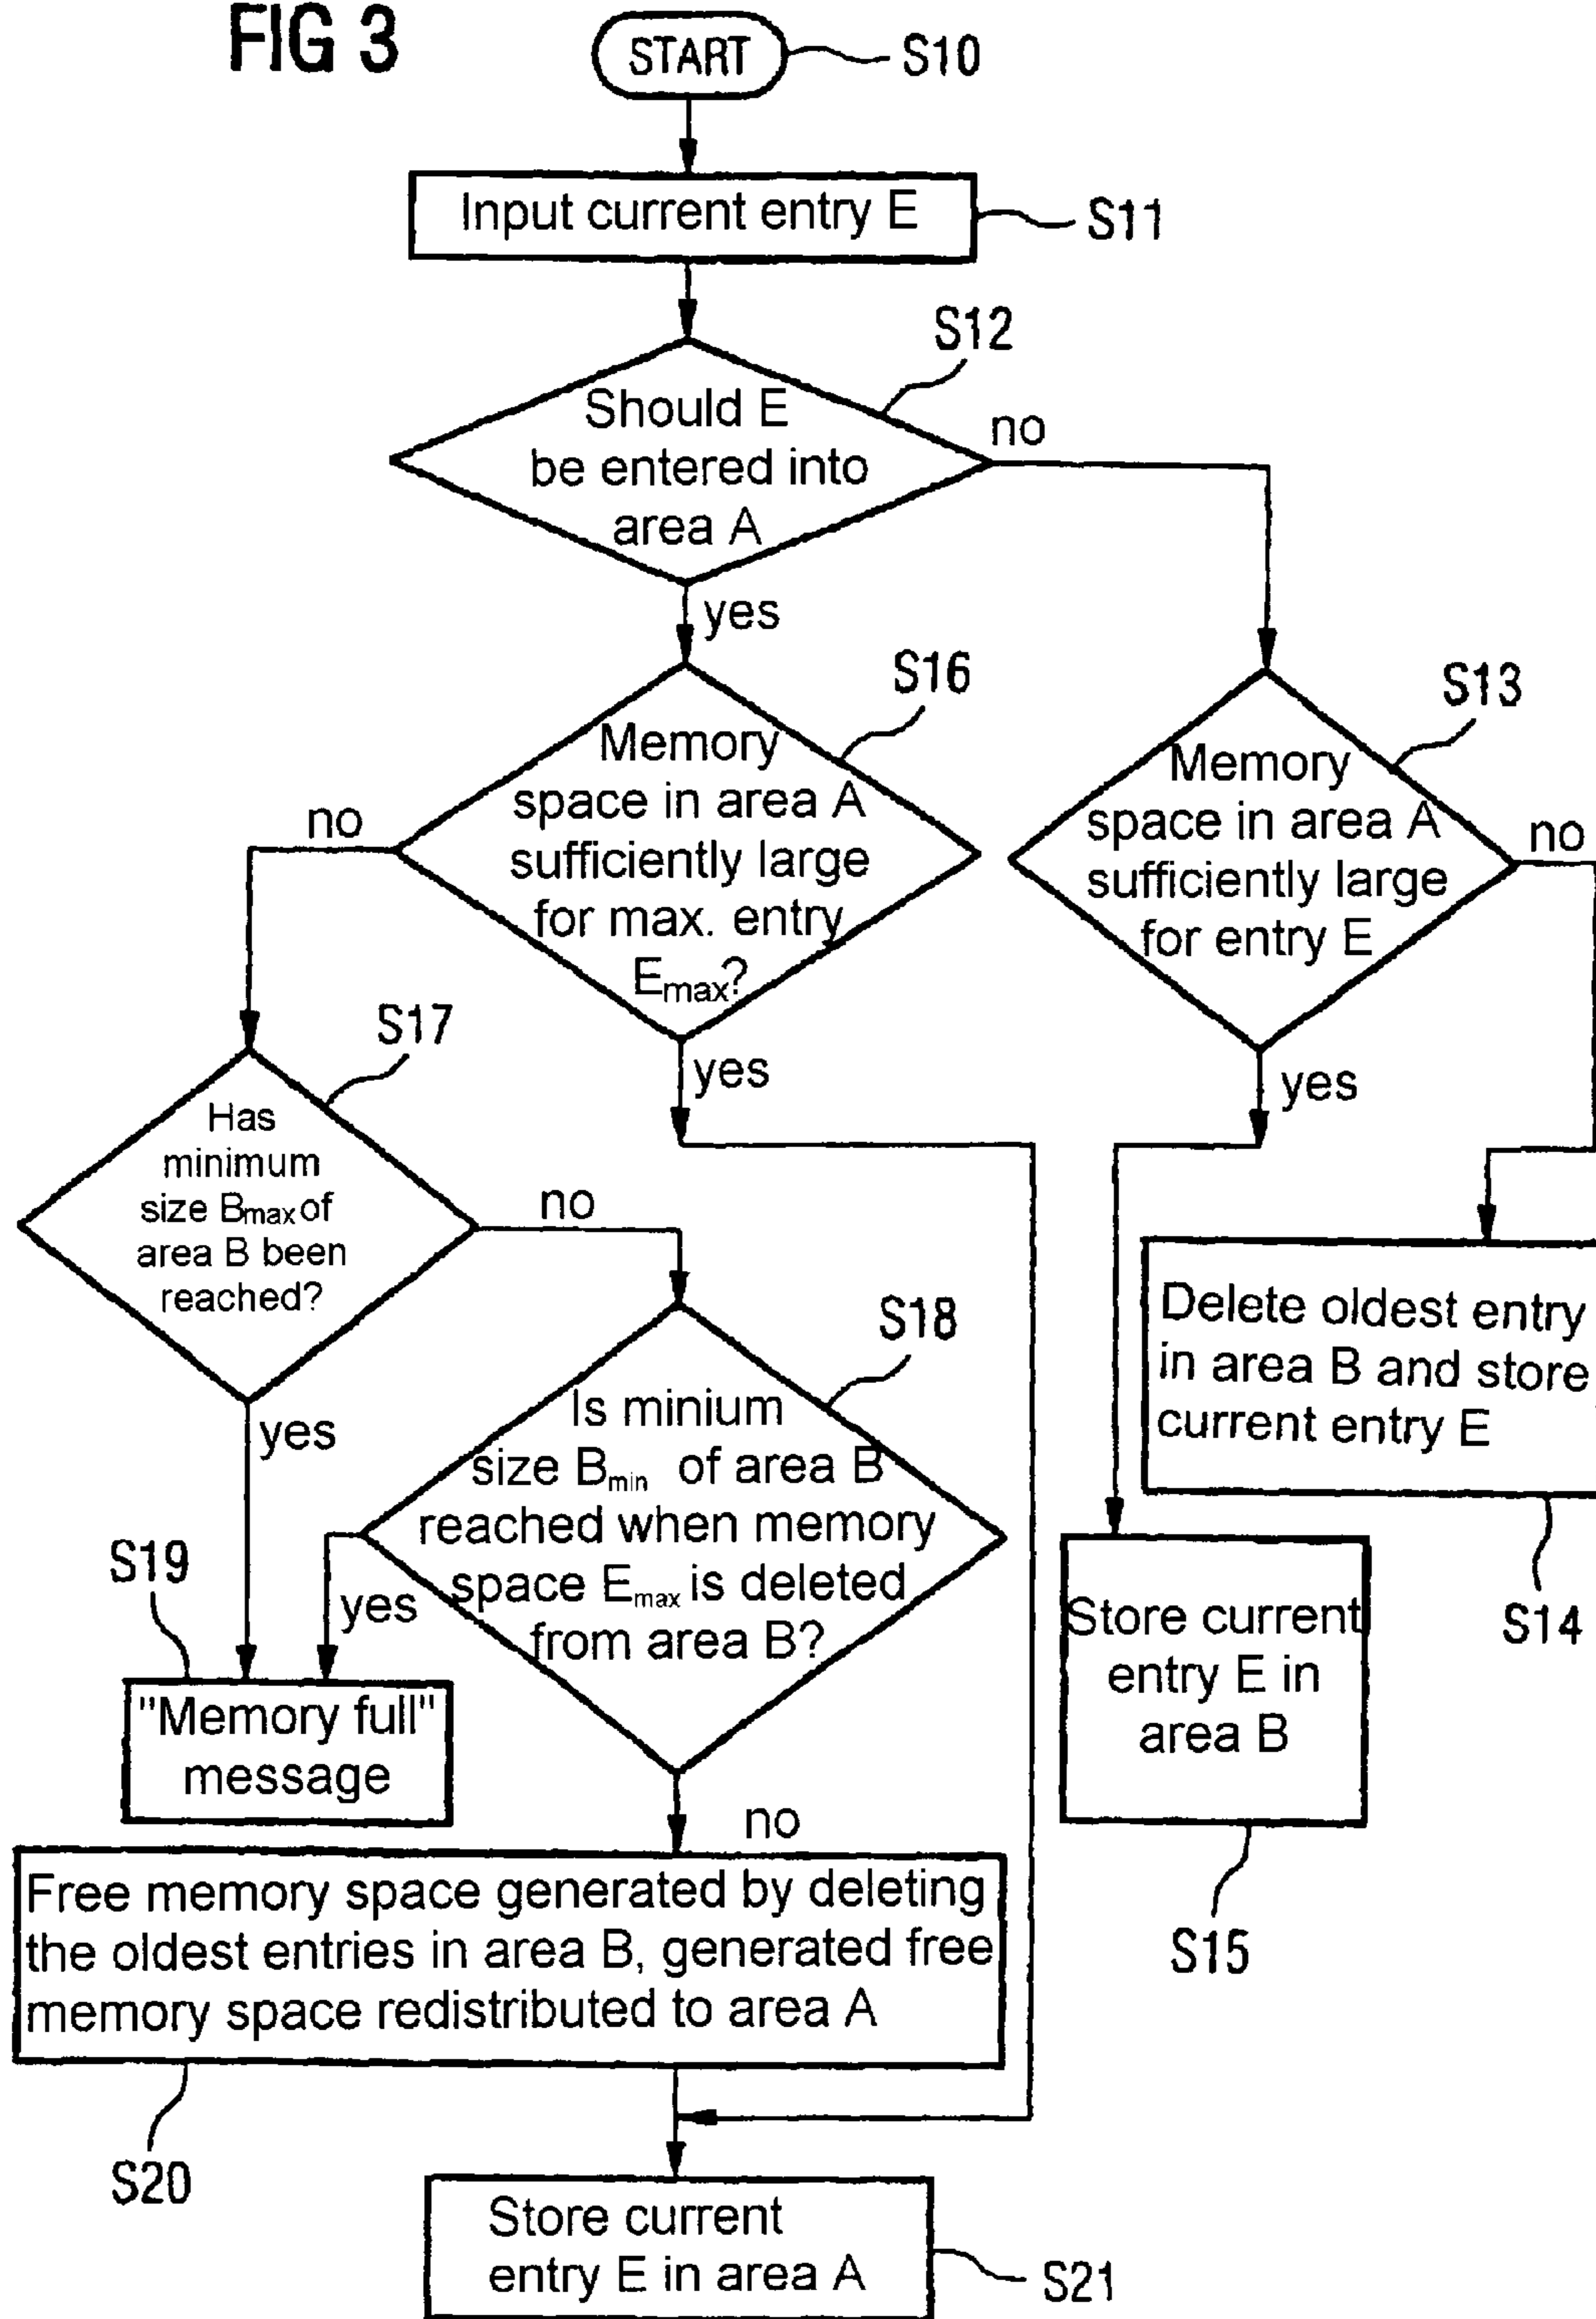 FIG 3
START
S10
Input current entry E
S11
S12
Should E
be entered into
area A
no
yes
S16
Memory
space in area A
sufficiently large
for max. entry
Emax?
no
yes
S13
Memory
space in area A
sufficiently large
for entry E
no
yes
S17
Has
minimum
size Bmax of
area B been
reached?
no
yes
S18
Is minium
size Bmin of area B
reached when memory
space Emax is deleted
from area B?
yes
no
Delete oldest entry
in area B and store
current entry E
S14
S19
"Memory full"
message
Store current
entry E in
area B
S15
Free memory space generated by deleting
the oldest entries in area B, generated free
memory space redistributed to area A
S20
Store current
entry E in area A
S21